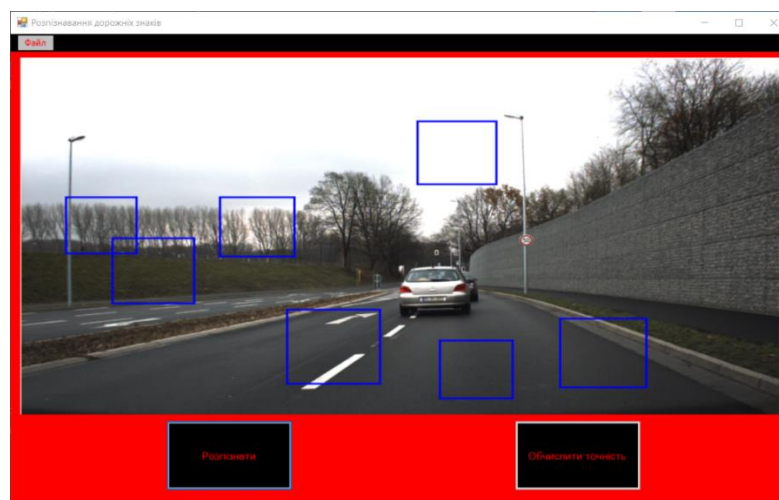 Розпізнавання дорожніх знаків
Файл
Розпізнати
Обчислити точність